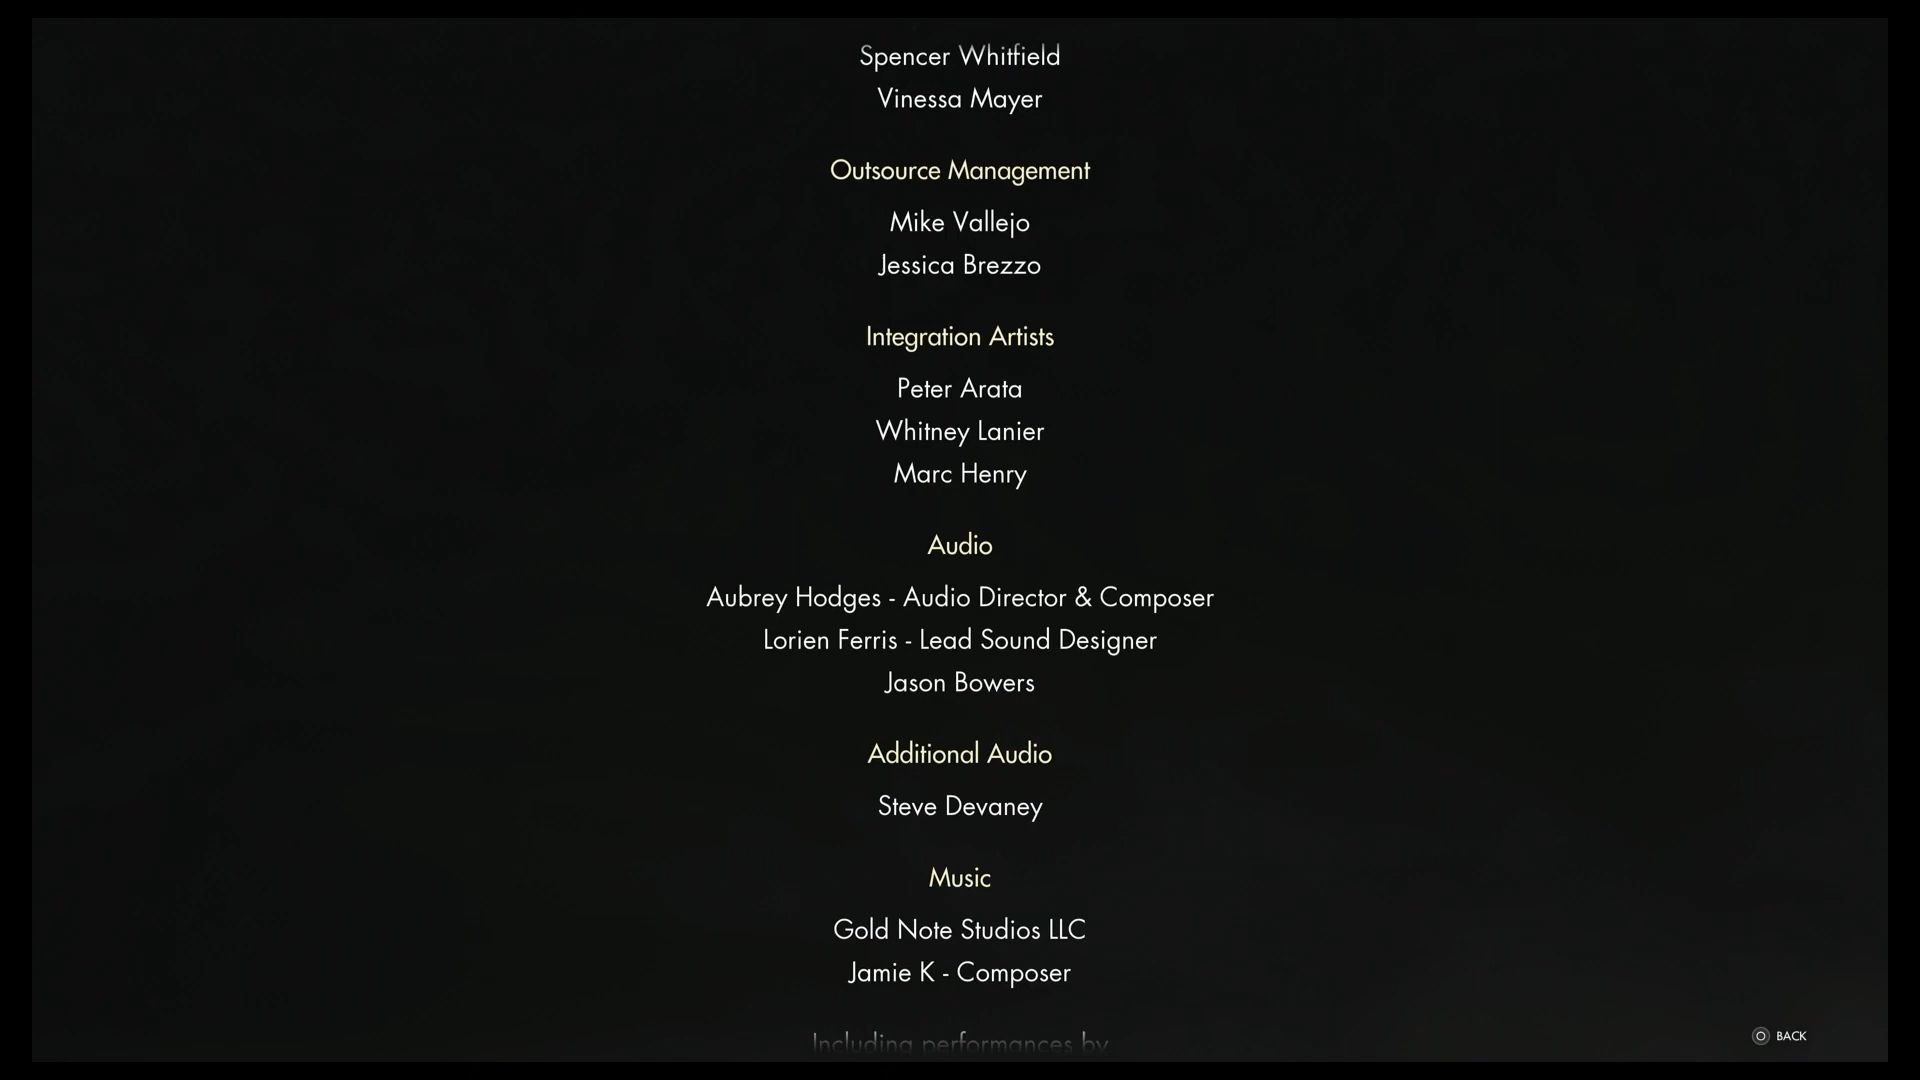 Spencer Whitfield
Vinessa Mayer
Outsource Management
Mike Vallejo
Jessica Brezzo
Integration Artists
Peter Arata
Whitney Lanier
Marc Henry
Audio
Aubrey Hodges - Audio Director & Composer
Lorien Ferris - Lead Sound Designer
Jason Bowers
Additional Audio
Steve Devaney
Music
Gold Note Studios LLC
Jamie K - Composer
Including performances by
BACK